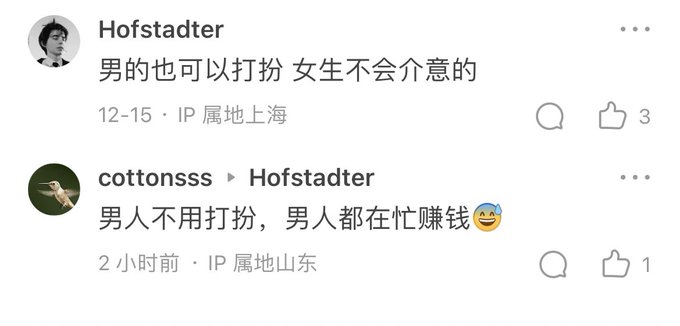 Hofstadter
男的也可以打扮 女生不会介意的
12-15 · IP 属地上海
3
cottonsss ▸ Hofstadter
男人不用打扮，男人都在忙赚钱😅
2 小时前 · IP 属地山东
1